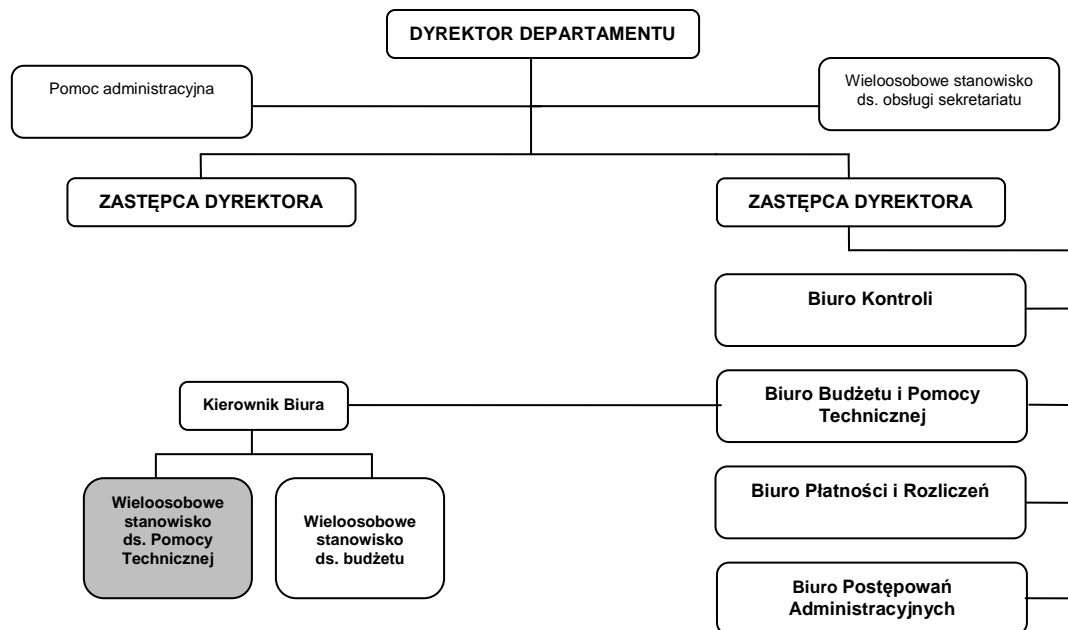 DYREKTOR DEPARTAMENTU
Pomoc administracyjna
Wieloosobowe stanowisko
ds. obsługi sekretariatu
ZASTĘPCA DYREKTORA
ZASTĘPCA DYREKTORA
Biuro Kontroli
Kierownik Biura
Biuro Budżetu i Pomocy
Technicznej
Wieloosobowe
stanowisko
ds. Pomocy
Technicznej
Wieloosobowe
stanowisko
ds. budżetu
Biuro Płatności i Rozliczeń
Biuro Postępowań
Administracyjnych